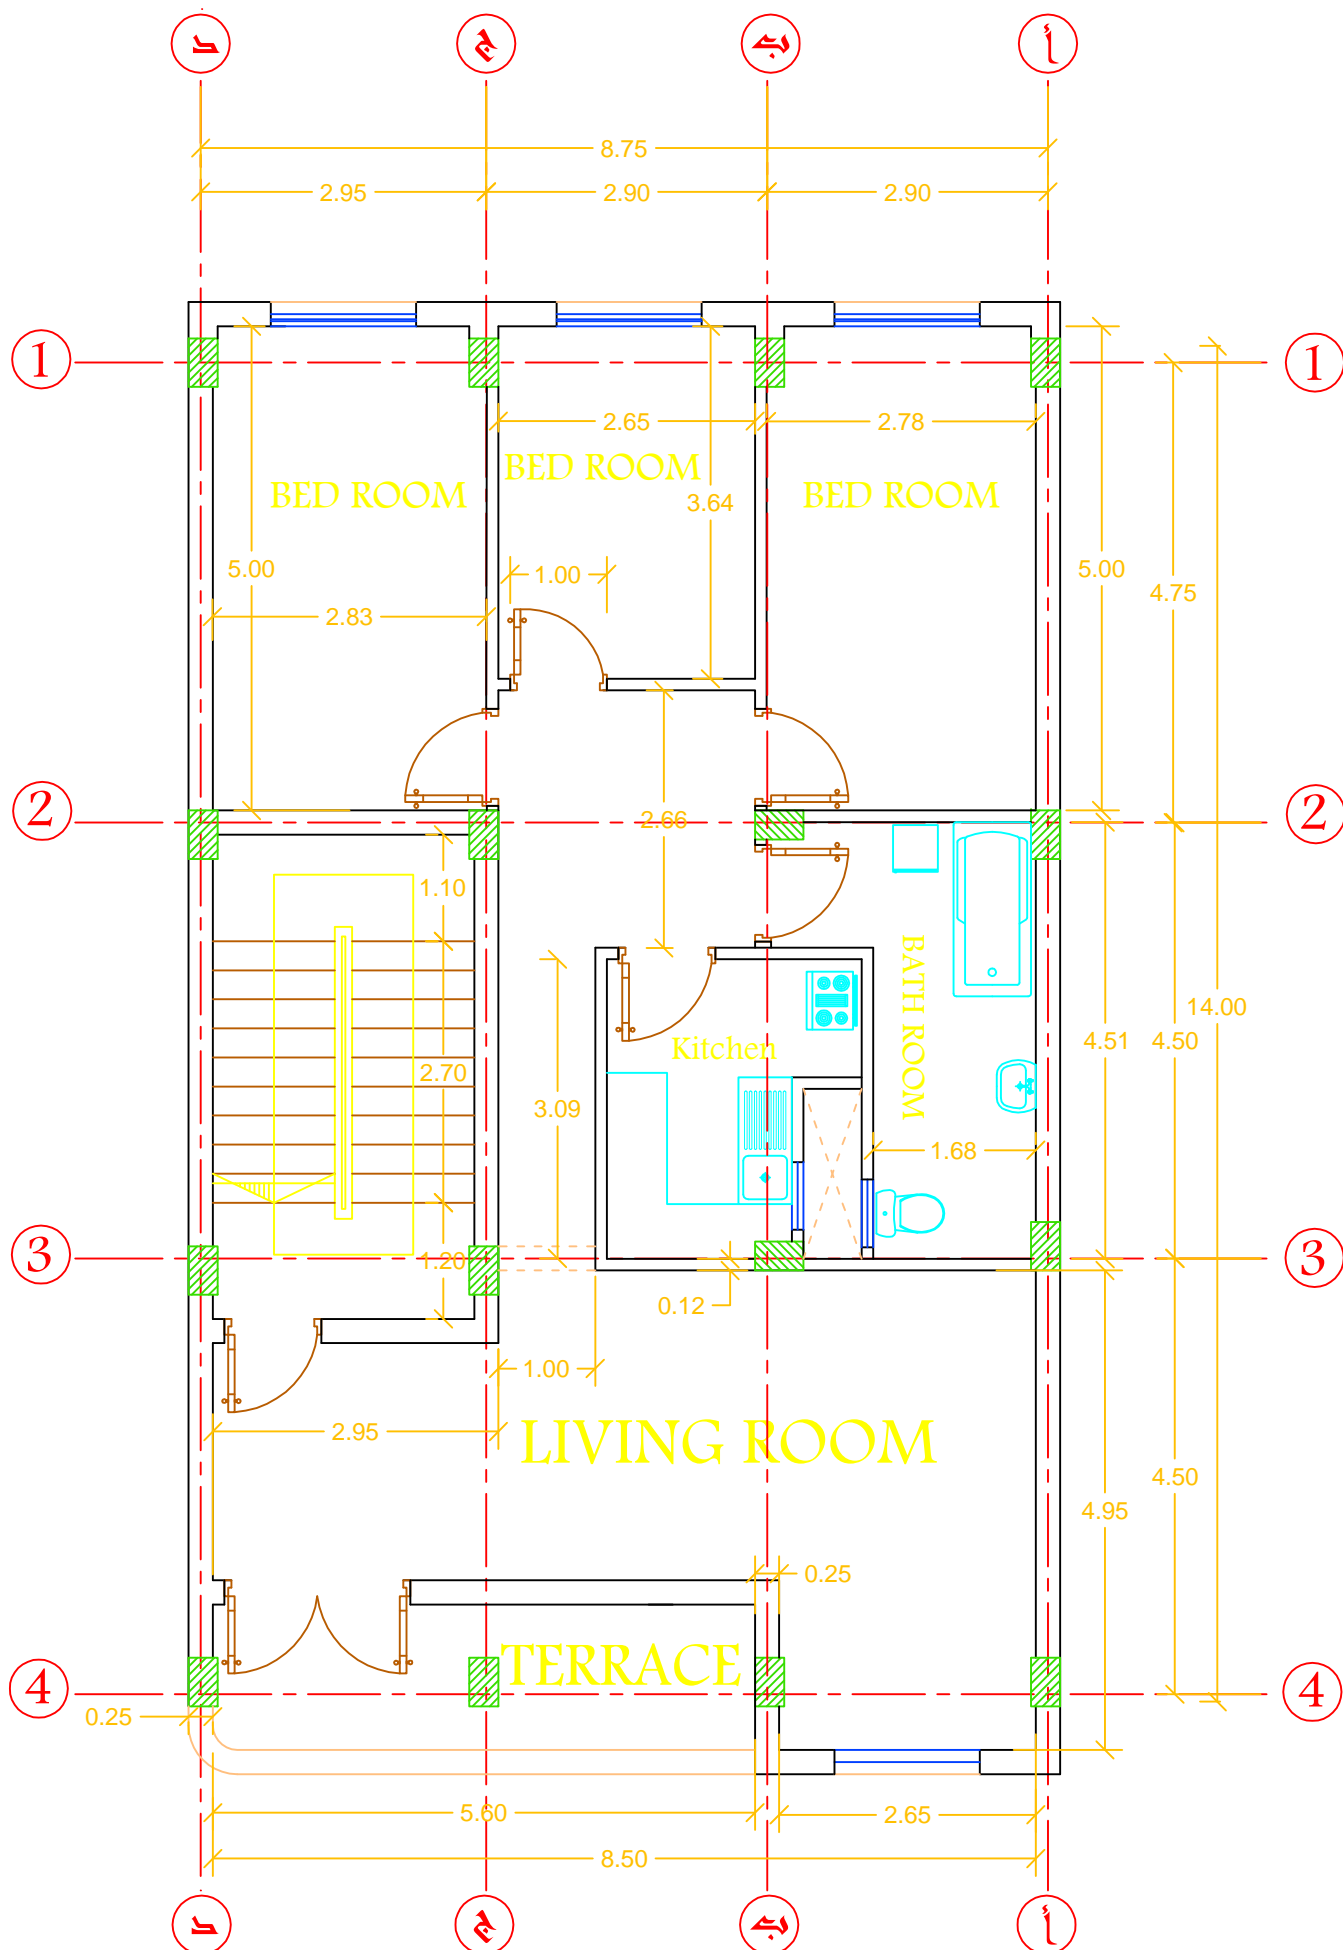 د ج ب أ
8.75
2.95 2.90 2.90
1 1
2.65 2.78
BED ROOM BED ROOM BED ROOM
3.64
5.00 1.00 5.00
4.75
2.83
2 2
2.66
1.10
BATH ROOM
14.00
Kitchen
4.51 4.50
2.70
3.09
1.68
3 3
1.20
0.12
1.00
2.95
LIVING ROOM
4.50
4.95
0.25
TERRACE
4 4
0.25
5.60 2.65
8.50
د ج ب أ